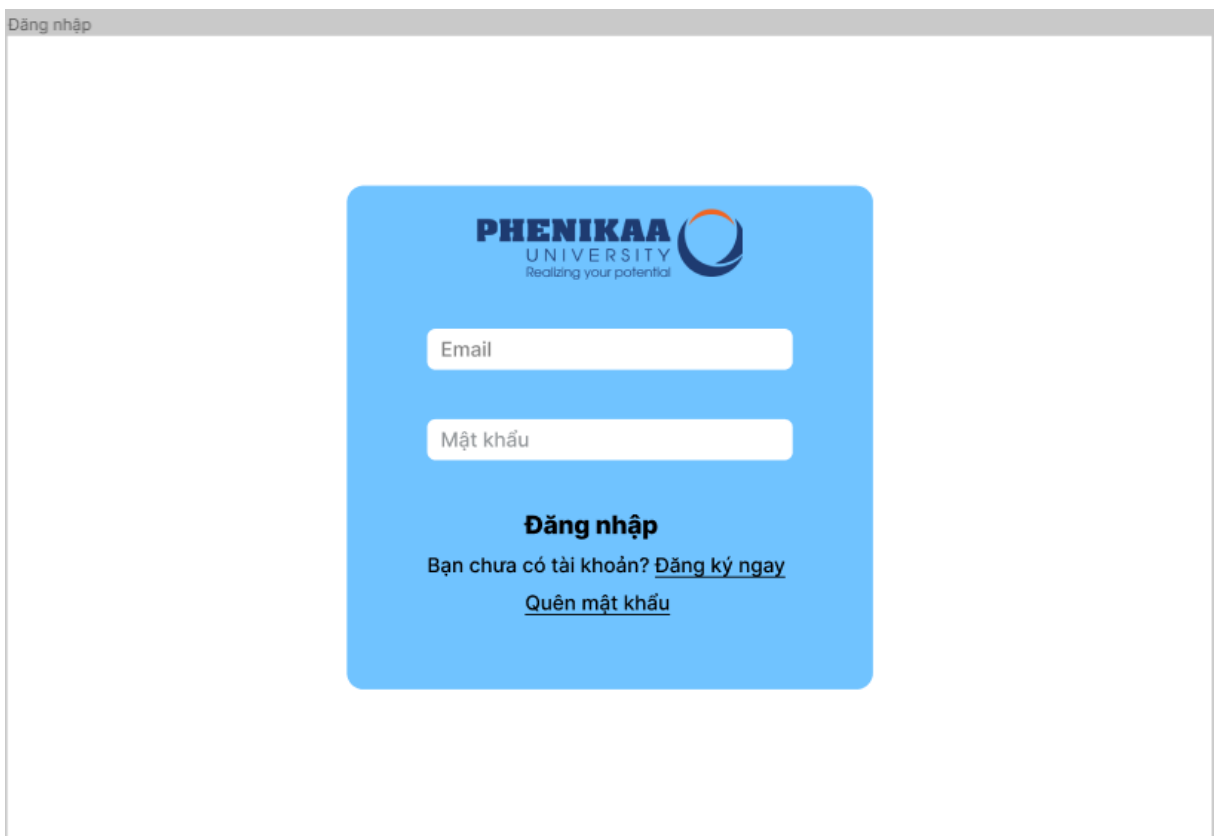 Đăng nhập
PHENIKAA
UNIVERSITY
Realizing your potential
Email
Mật khẩu
Đăng nhập
Bạn chưa có tài khoản? Đăng ký ngay
Quên mật khẩu